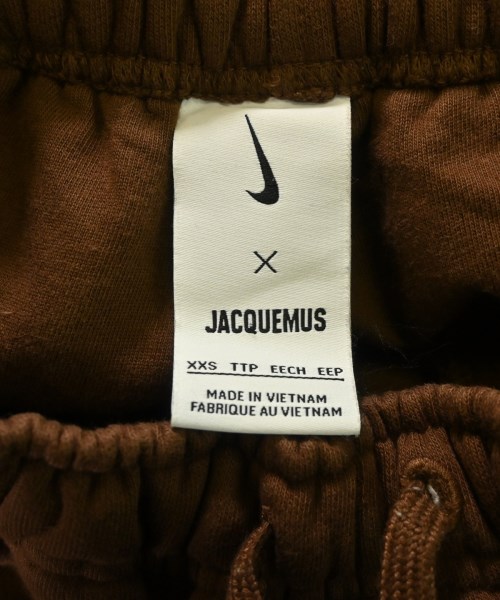 X
JACQUEMUS
XXS TTP EECH EEP
MADE IN VIETNAM
FABRIQUE AU VIETNAM